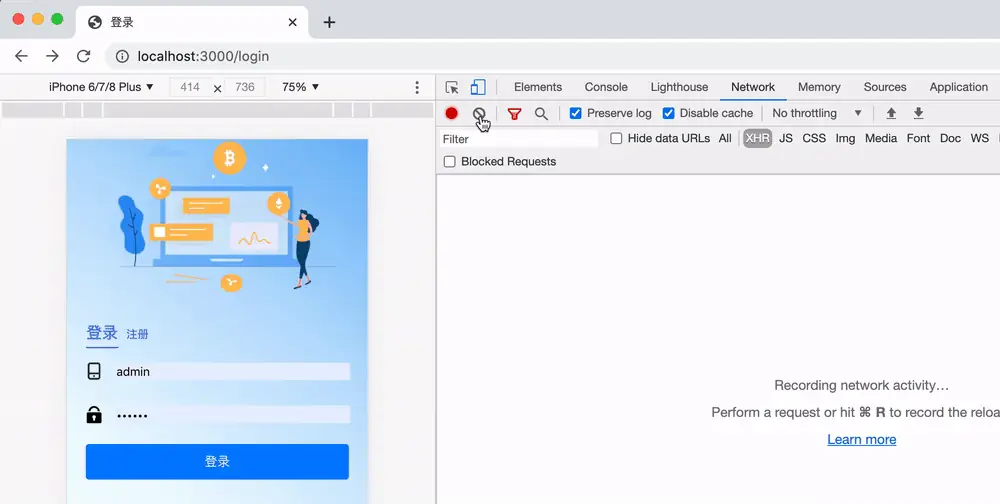 登录
localhost:3000/login
iPhone 6/7/8 Plus ▼ 414 × 736 75% ▼
Elements Console Lighthouse Network Memory Sources Application
Preserve log Disable cache No throttling ▼
Filter Hide data URLs All XHR JS CSS Img Media Font Doc WS
Blocked Requests
登录 注册
admin
••••••
登录
Recording network activity…
Perform a request or hit ⌘ R to record the reloa
Learn more